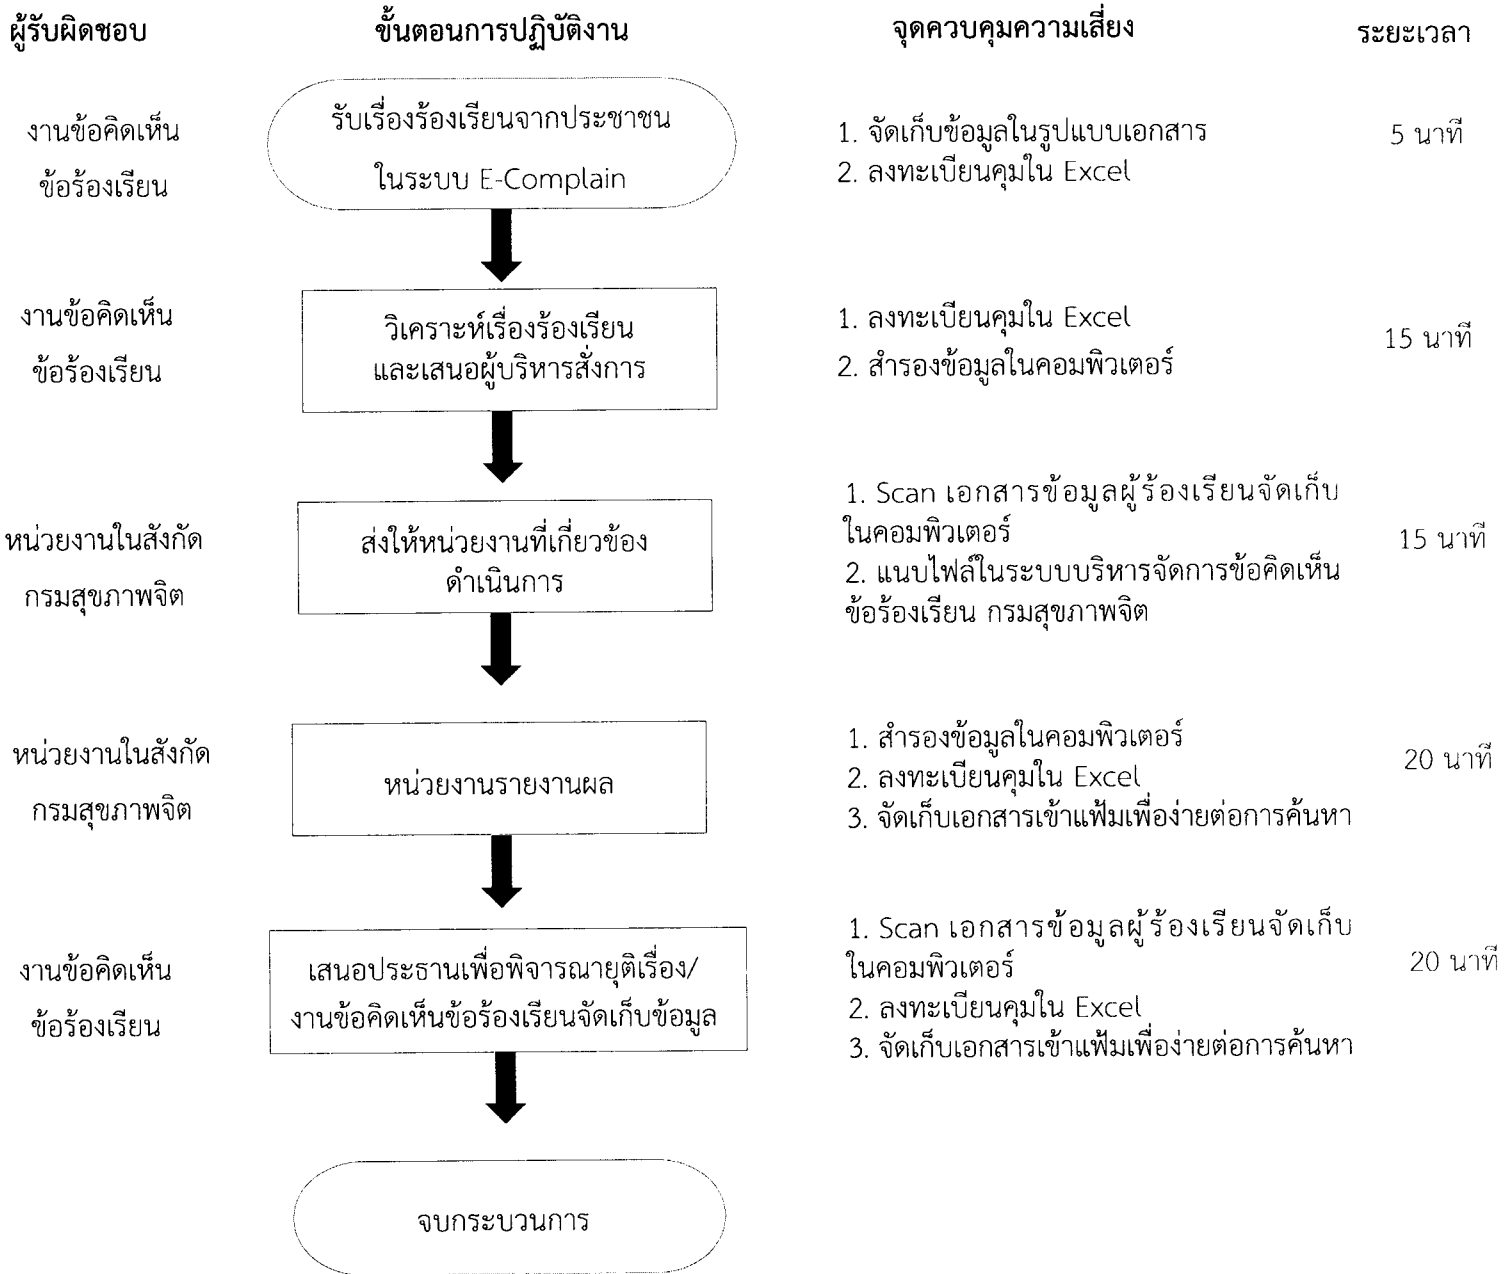 ผู้รับผิดชอบ ขั้นตอนการปฏิบัติงาน จุดควบคุมความเสี่ยง ระยะเวลา
งานข้อคิดเห็น
ข้อร้องเรียน
รับเรื่องร้องเรียนจากประชาชน
ในระบบ E-Complain
1. จัดเก็บข้อมูลในรูปแบบเอกสาร
2. ลงทะเบียนคุมใน Excel
5 นาที
งานข้อคิดเห็น
ข้อร้องเรียน
วิเคราะห์เรื่องร้องเรียน
และเสนอผู้บริหารสั่งการ
1. ลงทะเบียนคุมใน Excel
2. สำรองข้อมูลในคอมพิวเตอร์
15 นาที
หน่วยงานในสังกัด
กรมสุขภาพจิต
ส่งให้หน่วยงานที่เกี่ยวข้อง
ดำเนินการ
1. Scan เอกสารข้อมูลผู้ร้องเรียนจัดเก็บ
ในคอมพิวเตอร์
2. แนบไฟล์ในระบบบริหารจัดการข้อคิดเห็น
ข้อร้องเรียน กรมสุขภาพจิต
15 นาที
หน่วยงานในสังกัด
กรมสุขภาพจิต
หน่วยงานรายงานผล
1. สำรองข้อมูลในคอมพิวเตอร์
2. ลงทะเบียนคุมใน Excel
3. จัดเก็บเอกสารเข้าแฟ้มเพื่อง่ายต่อการค้นหา
20 นาที
งานข้อคิดเห็น
ข้อร้องเรียน
เสนอประธานเพื่อพิจารณายุติเรื่อง/
งานข้อคิดเห็นข้อร้องเรียนจัดเก็บข้อมูล
1. Scan เอกสารข้อมูลผู้ร้องเรียนจัดเก็บ
ในคอมพิวเตอร์
2. ลงทะเบียนคุมใน Excel
3. จัดเก็บเอกสารเข้าแฟ้มเพื่อง่ายต่อการค้นหา
20 นาที
จบกระบวนการ